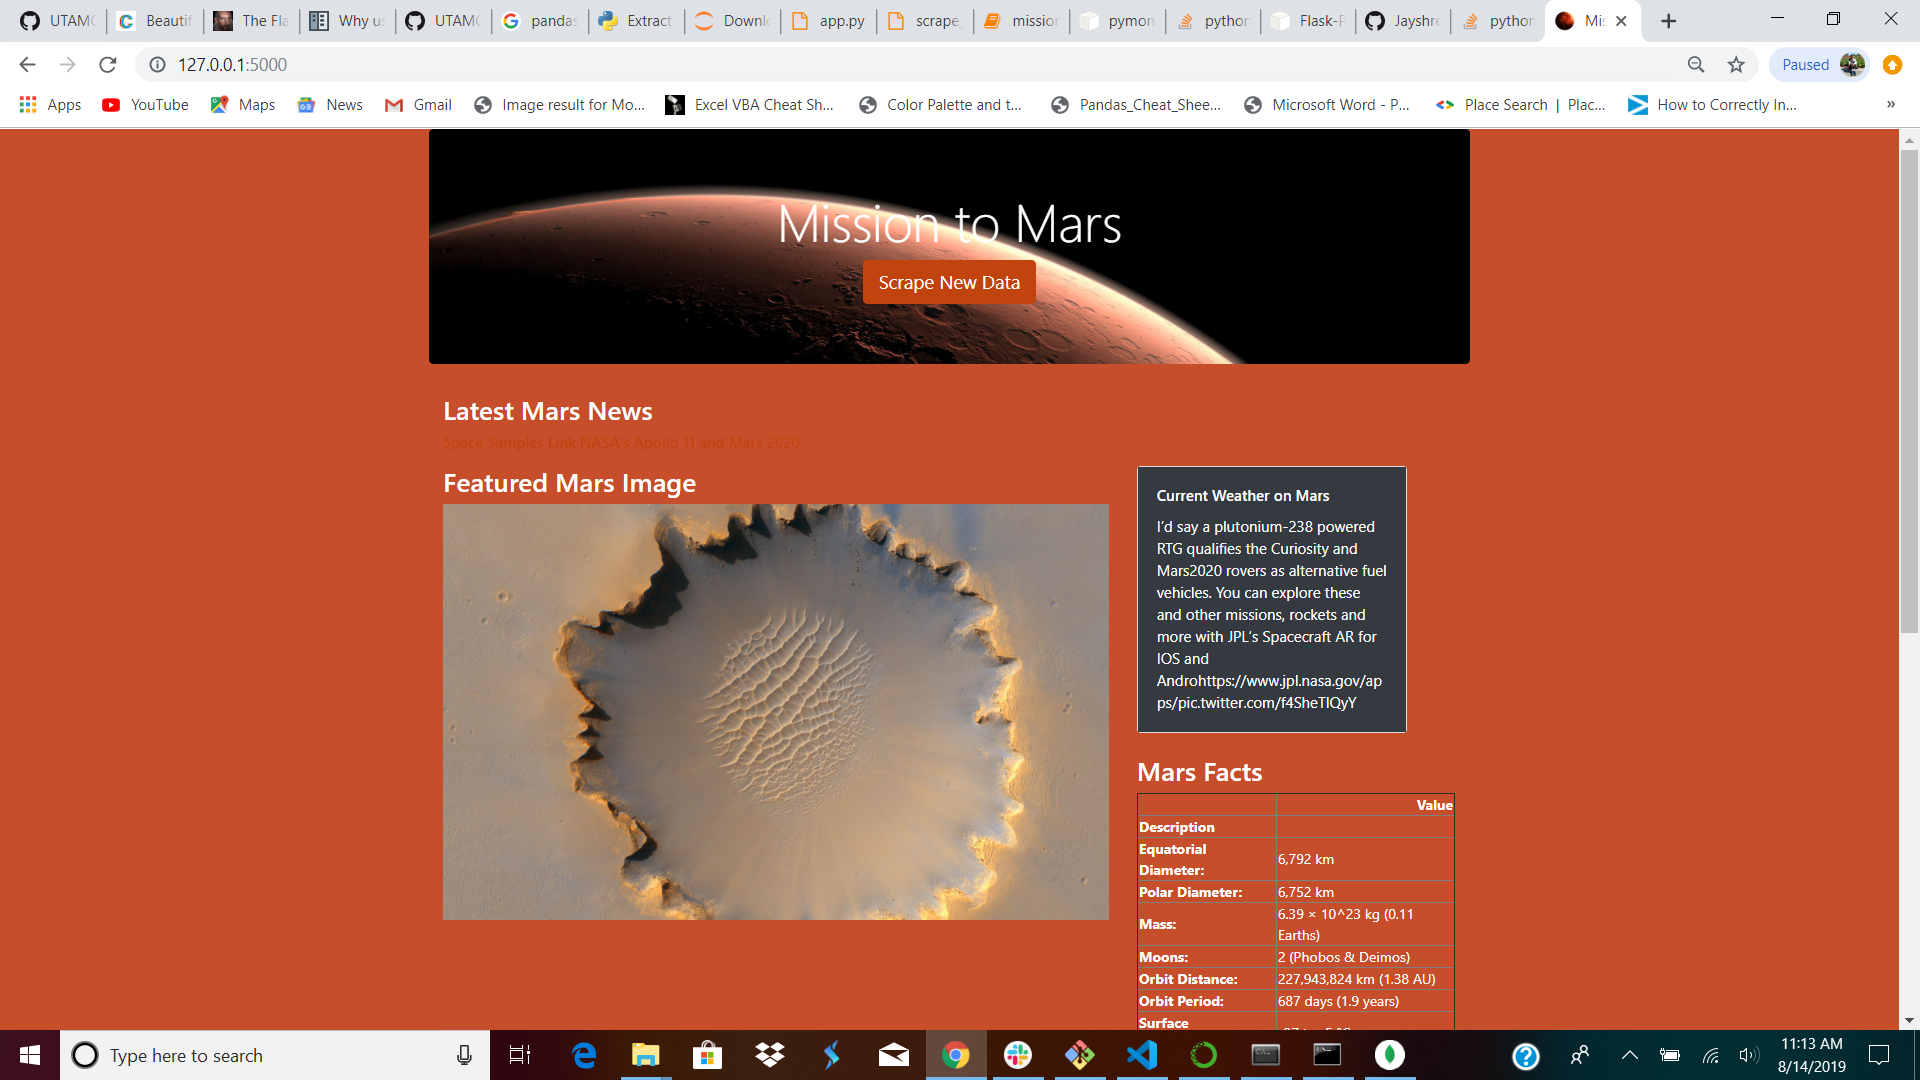 UTAMC
Beautif
The Fla
Why us
UTAMC
pandas
Extract
Downlo
app.py
scrape_
mission
pymon
python
Flask-P
Jayshre
python
Mis
127.0.0.1:5000
Paused
Apps
YouTube
Maps
News
Gmail
Image result for Mo...
Excel VBA Cheat Sh...
Color Palette and t...
Pandas_Cheat_Shee...
Microsoft Word - P...
Place Search | Plac...
How to Correctly In...
»
Mission to Mars
Scrape New Data
Latest Mars News
Space Samples Link NASA's Apollo 11 and Mars 2020
Featured Mars Image
Current Weather on Mars
I'd say a plutonium-238 powered
RTG qualifies the Curiosity and
Mars2020 rovers as alternative fuel
vehicles. You can explore these
and other missions, rockets and
more with JPL's Spacecraft AR for
IOS and
Androhttps://www.jpl.nasa.gov/ap
ps/pic.twitter.com/f4SheTIQyY
Mars Facts
Value
Description
Equatorial
Diameter:
6,792 km
Polar Diameter:
6,752 km
Mass:
6.39 × 10^23 kg (0.11
Earths)
Moons:
2 (Phobos & Deimos)
Orbit Distance:
227,943,824 km (1.38 AU)
Orbit Period:
687 days (1.9 years)
Surface
Type here to search
11:13 AM
8/14/2019